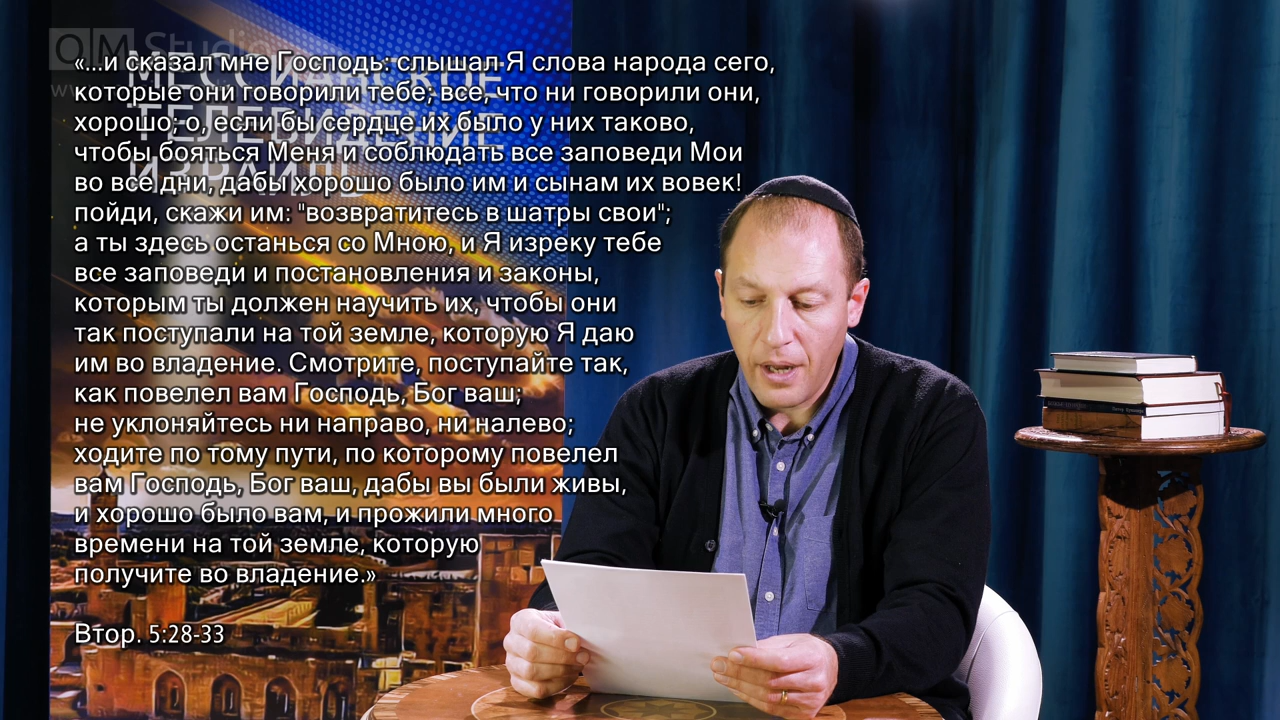 QM Studio
«...и сказал мне Господь: слышал Я слова народа сего,
которые они говорили тебе; все, что ни говорили они,
хорошо; о, если бы сердце их было у них таково,
чтобы бояться Меня и соблюдать все заповеди Мои
во все дни, дабы хорошо было им и сынам их вовек!
пойди, скажи им: "возвратитесь в шатры свои";
а ты здесь останься со Мною, и Я изреку тебе
все заповеди и постановления и законы,
которым ты должен научить их, чтобы они
так поступали на той земле, которую Я даю
им во владение. Смотрите, поступайте так,
как повелел вам Господь, Бог ваш;
не уклоняйтесь ни направо, ни налево;
ходите по тому пути, по которому повелел
вам Господь, Бог ваш, дабы вы были живы,
и хорошо было вам, и прожили много
времени на той земле, которую
получите во владение.»
Втор. 5:28-33
МЕССИАНСКОЕ
ТЕЛЕВИДЕНИЕ
ИЗРАИЛЬ